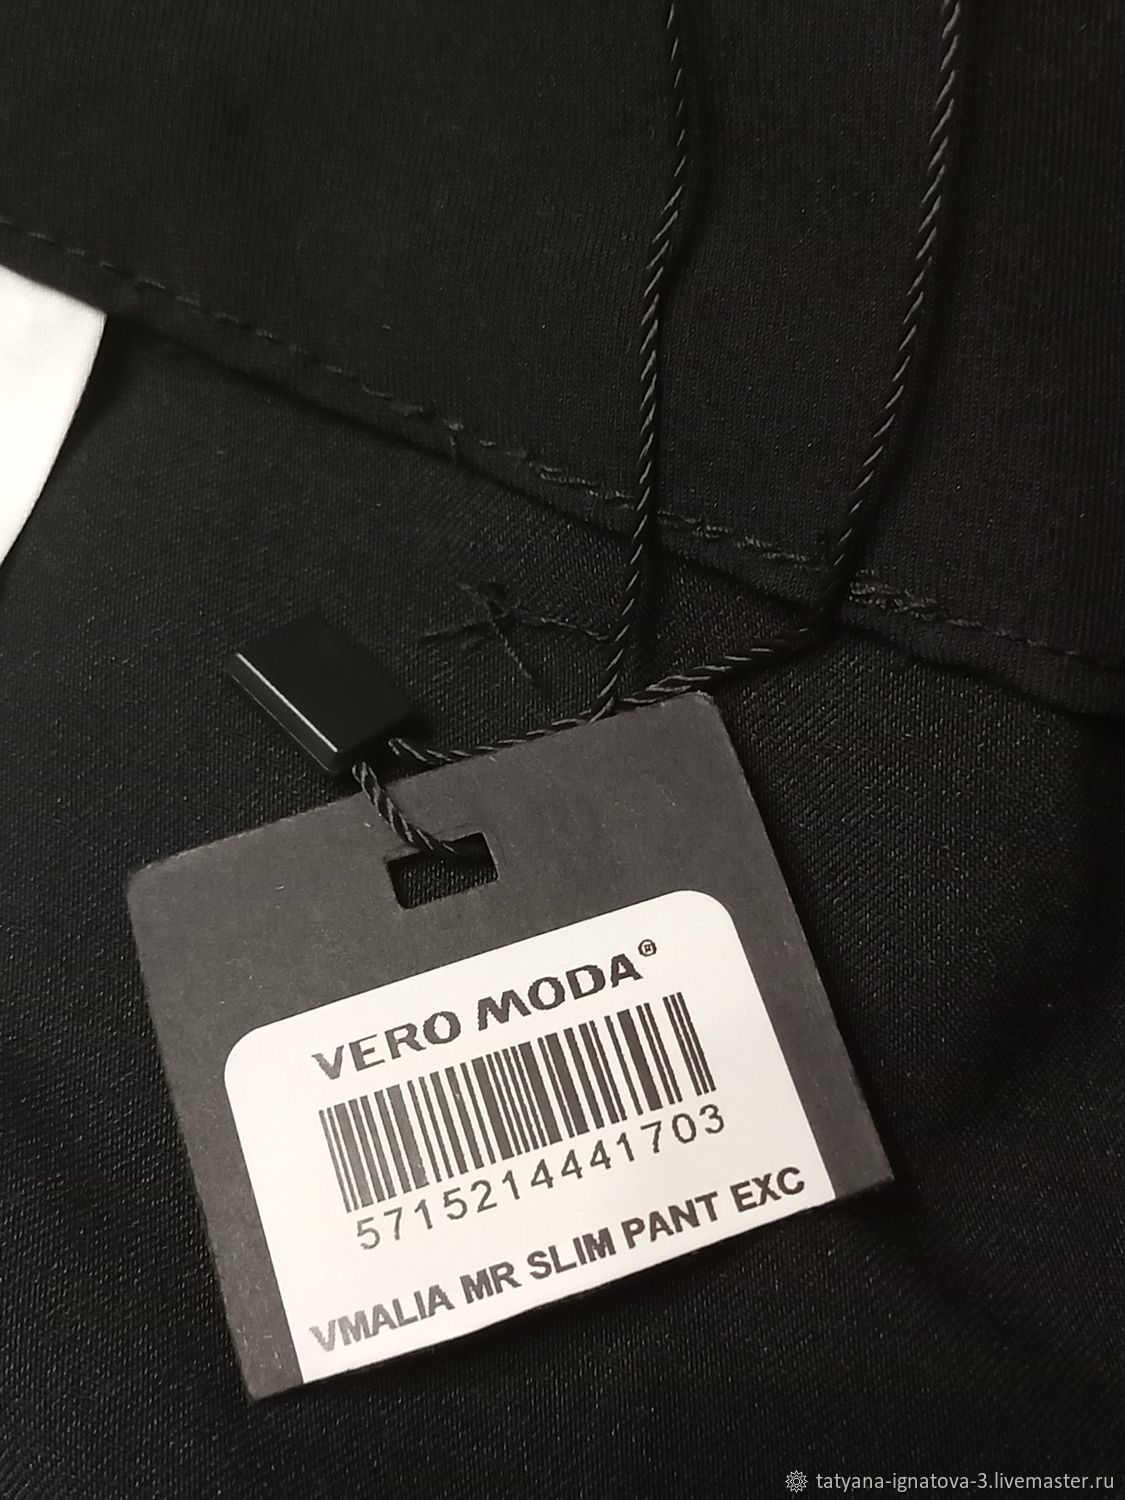 VERO MODA®
5715214441703
VMALIA MR SLIM PANT EXC
tatyana-ignatova-3.livemaster.ru